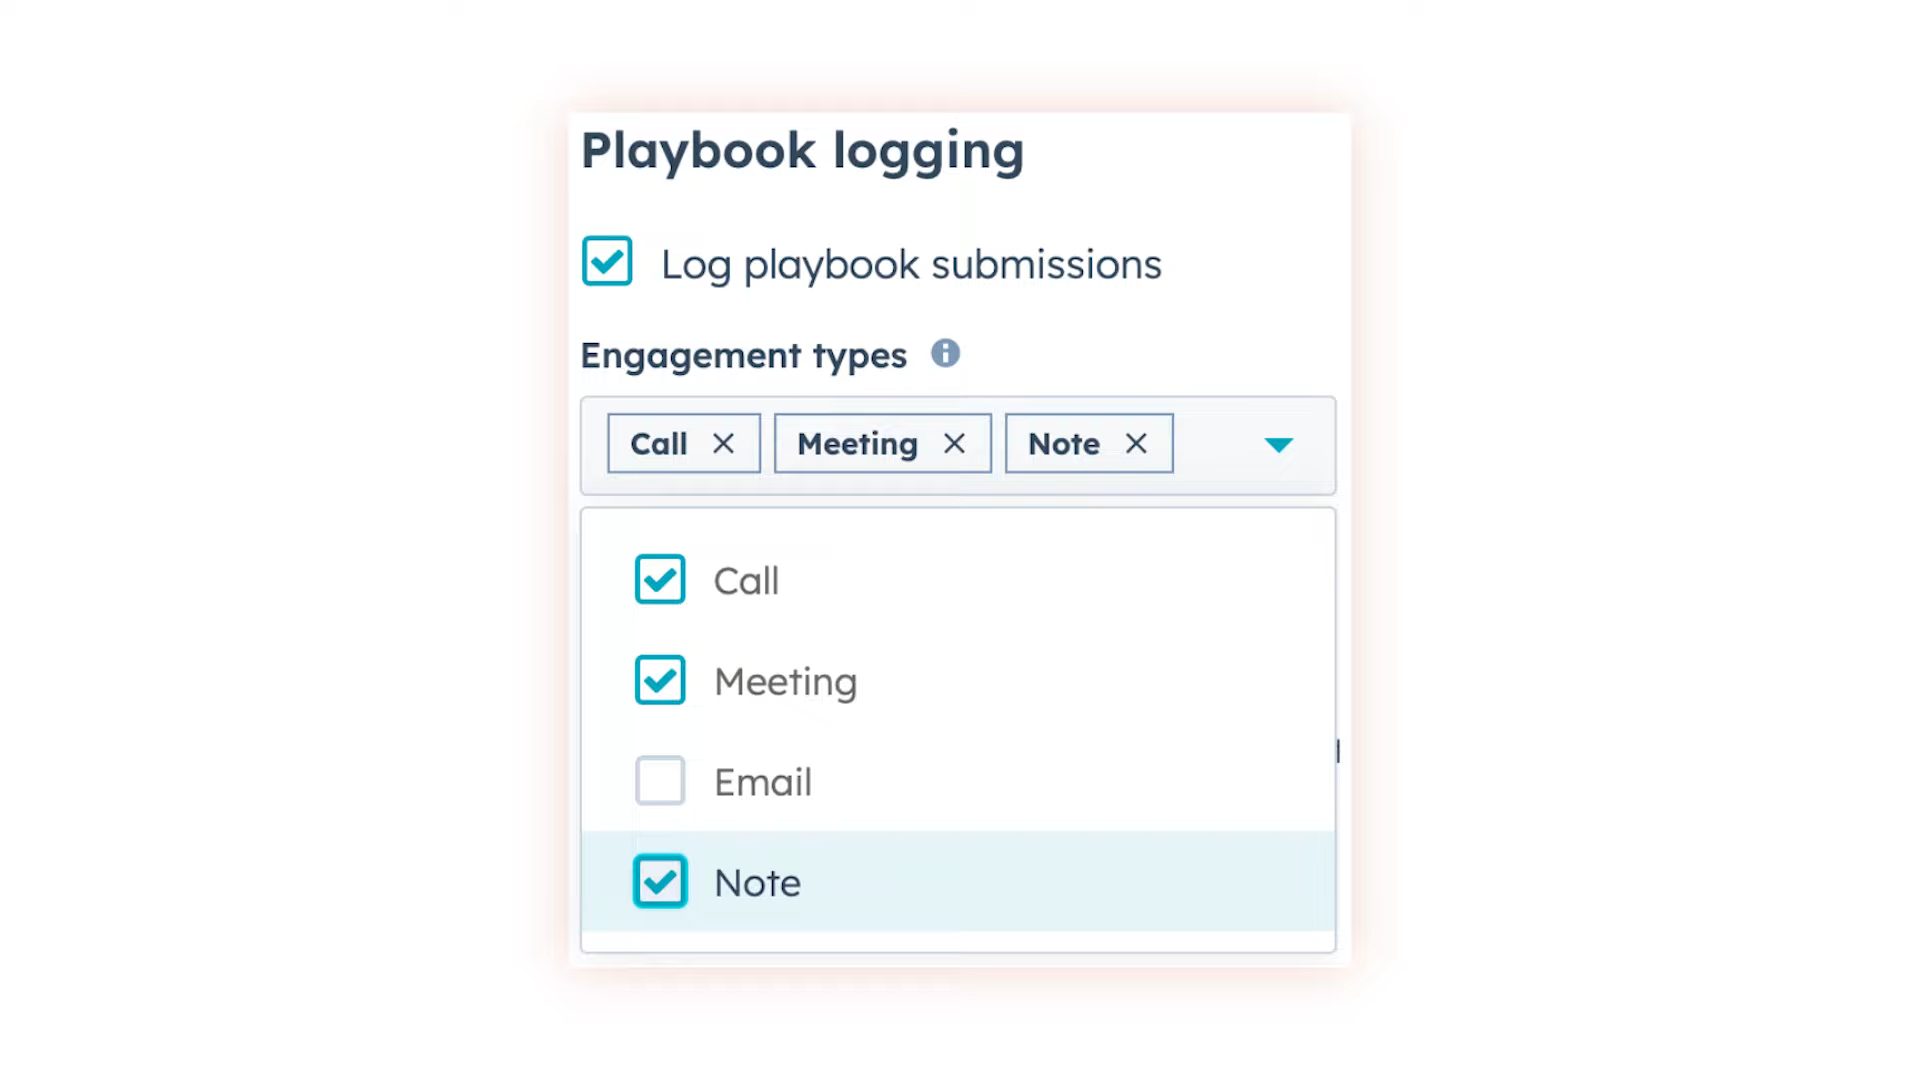 Playbook logging
Log playbook submissions
Engagement types
Call Meeting Note
Call
Meeting
Email
Note